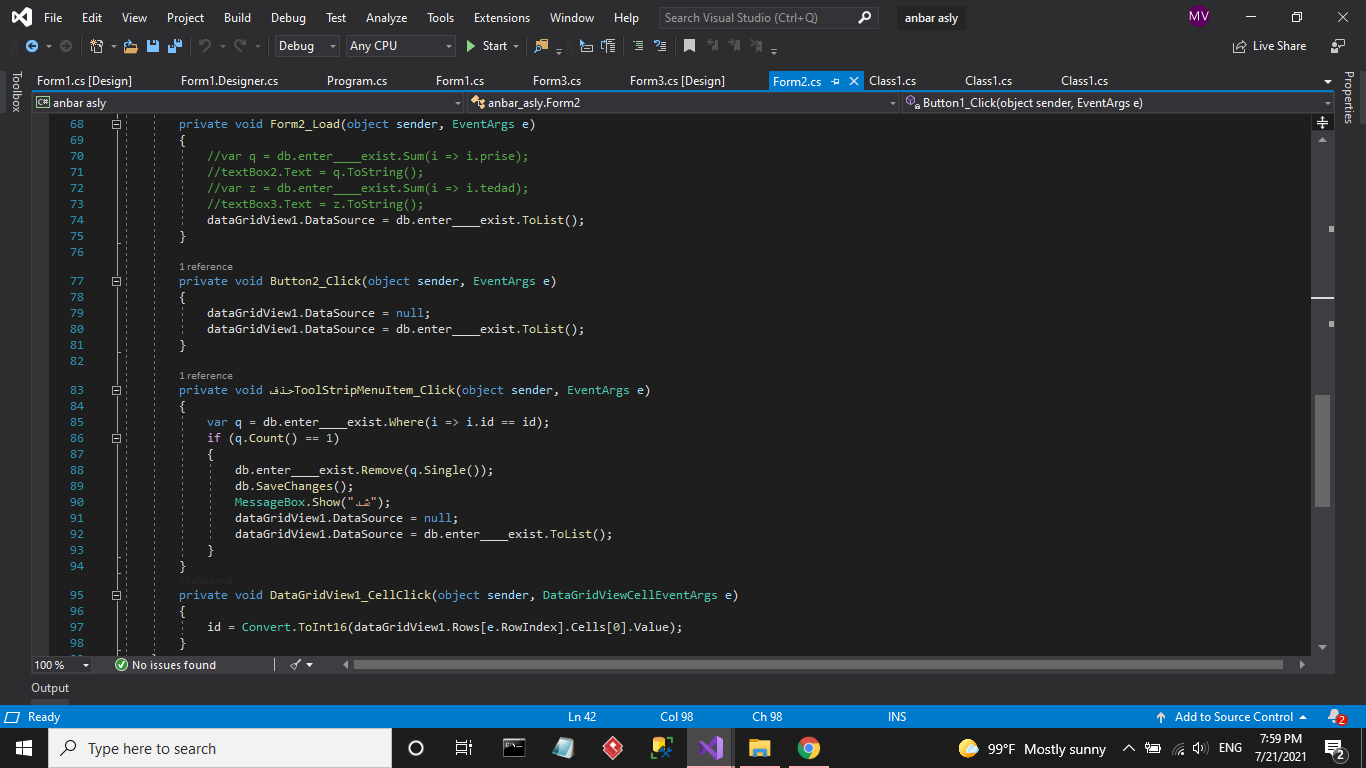 File Edit View Project Build Debug Test Analyze Tools Extensions Window Help Search Visual Studio (Ctrl+Q) anbar asly MV
Debug Any CPU Start Live Share
Toolbox
Form1.cs [Design] Form1.Designer.cs Program.cs Form1.cs Form3.cs Form3.cs [Design] Form2.cs Class1.cs Class1.cs Class1.cs
Properties
C# anbar asly anbar_asly.Form2 Button1_Click(object sender, EventArgs e)
68 private void Form2_Load(object sender, EventArgs e)
69 {
70 //var q = db.enter____exist.Sum(i => i.prise);
71 //textBox2.Text = q.ToString();
72 //var z = db.enter____exist.Sum(i => i.tedad);
73 //textBox3.Text = z.ToString();
74 dataGridView1.DataSource = db.enter____exist.ToList();
75 }
76
1 reference
77 private void Button2_Click(object sender, EventArgs e)
78 {
79 dataGridView1.DataSource = null;
80 dataGridView1.DataSource = db.enter____exist.ToList();
81 }
82
1 reference
83 private void حذفToolStripMenuItem_Click(object sender, EventArgs e)
84 {
85 var q = db.enter____exist.Where(i => i.id == id);
86 if (q.Count() == 1)
87 {
88 db.enter____exist.Remove(q.Single());
89 db.SaveChanges();
90 MessageBox.Show("شد");
91 dataGridView1.DataSource = null;
92 dataGridView1.DataSource = db.enter____exist.ToList();
93 }
94 }
1 reference
95 private void DataGridView1_CellClick(object sender, DataGridViewCellEventArgs e)
96 {
97 id = Convert.ToInt16(dataGridView1.Rows[e.RowIndex].Cells[0].Value);
98 }
100 % No issues found
Output
Ready Ln 42 Col 98 Ch 98 INS Add to Source Control 2
Type here to search 99°F Mostly sunny ENG 7:59 PM
7/21/2021 2